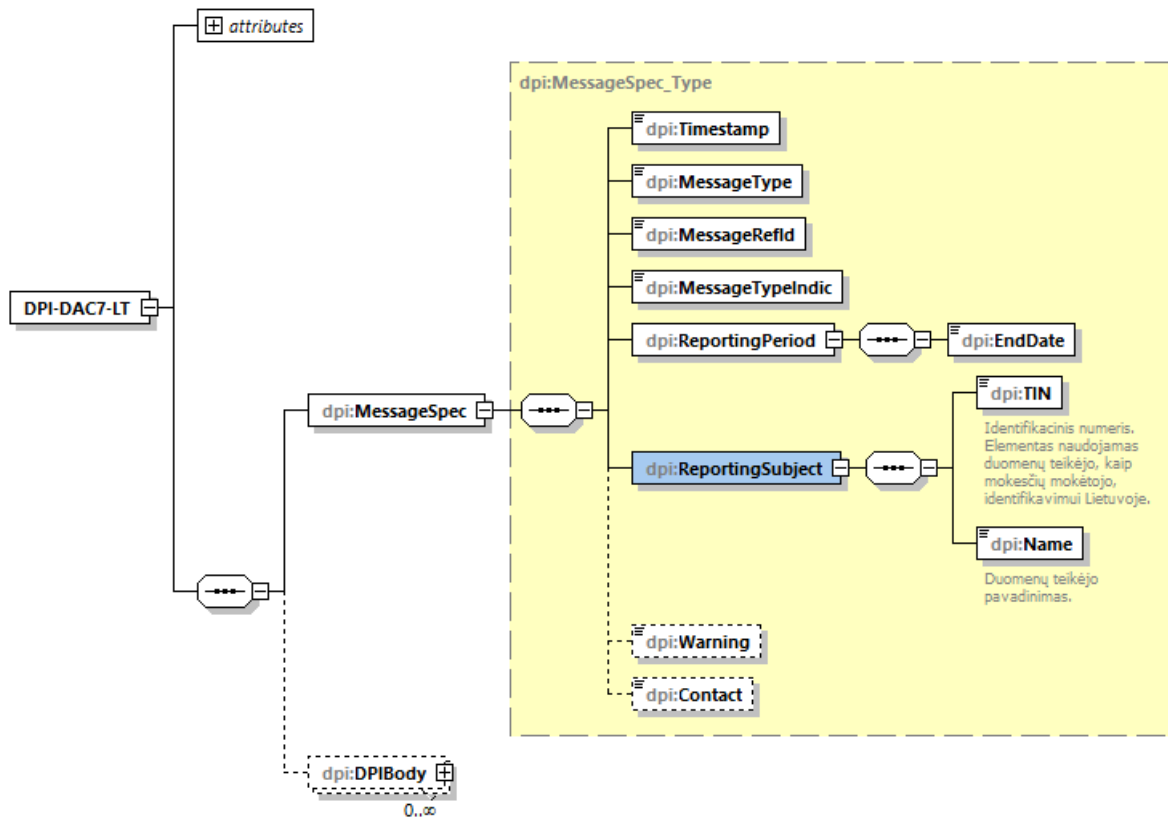 attributes
dpi:MessageSpec_Type
dpi:Timestamp
dpi:MessageType
dpi:MessageRefId
dpi:MessageTypeIndic
DPI-DAC7-LT
dpi:ReportingPeriod
dpi:EndDate
dpi:MessageSpec
dpi:TIN
Identifikacinis numeris.
Elementas naudojamas
duomenų teikėjo, kaip
mokesčių mokėtojo,
identifikavimui Lietuvoje.
dpi:ReportingSubject
dpi:Name
Duomenų teikėjo
pavadinimas.
dpi:Warning
dpi:Contact
dpi:DPIBody
0..∞